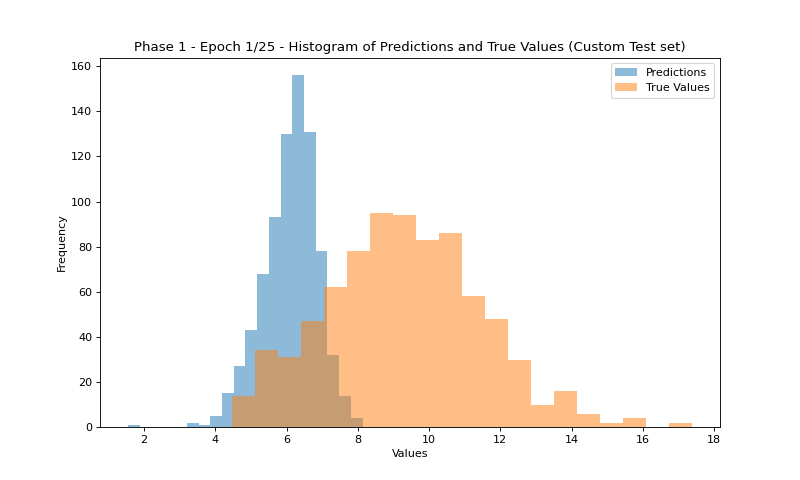 Phase 1 - Epoch 1/25 - Histogram of Predictions and True Values (Custom Test set)
Predictions
True Values
160
140
120
100
80
60
40
20
0
Frequency
2 4 6 8 10 12 14 16 18
Values